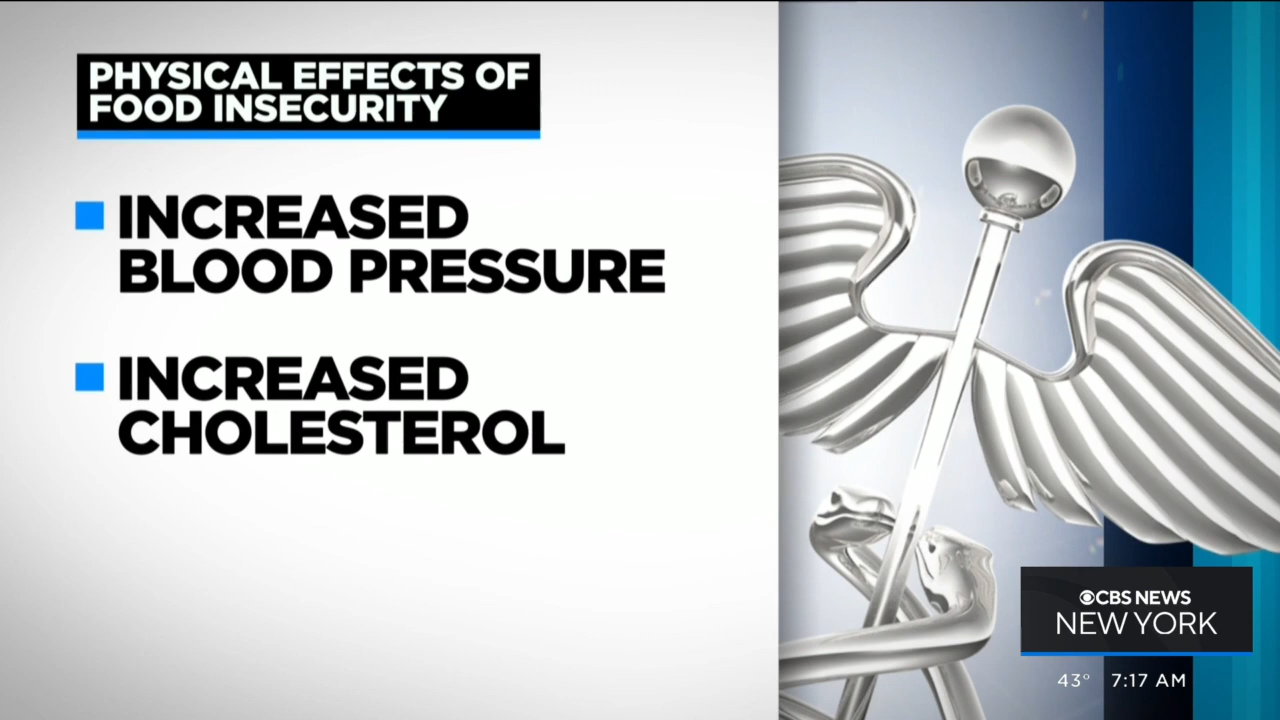 PHYSICAL EFFECTS OF
FOOD INSECURITY
INCREASED
BLOOD PRESSURE
INCREASED
CHOLESTEROL
CBS NEWS
NEW YORK
43° 7:17 AM